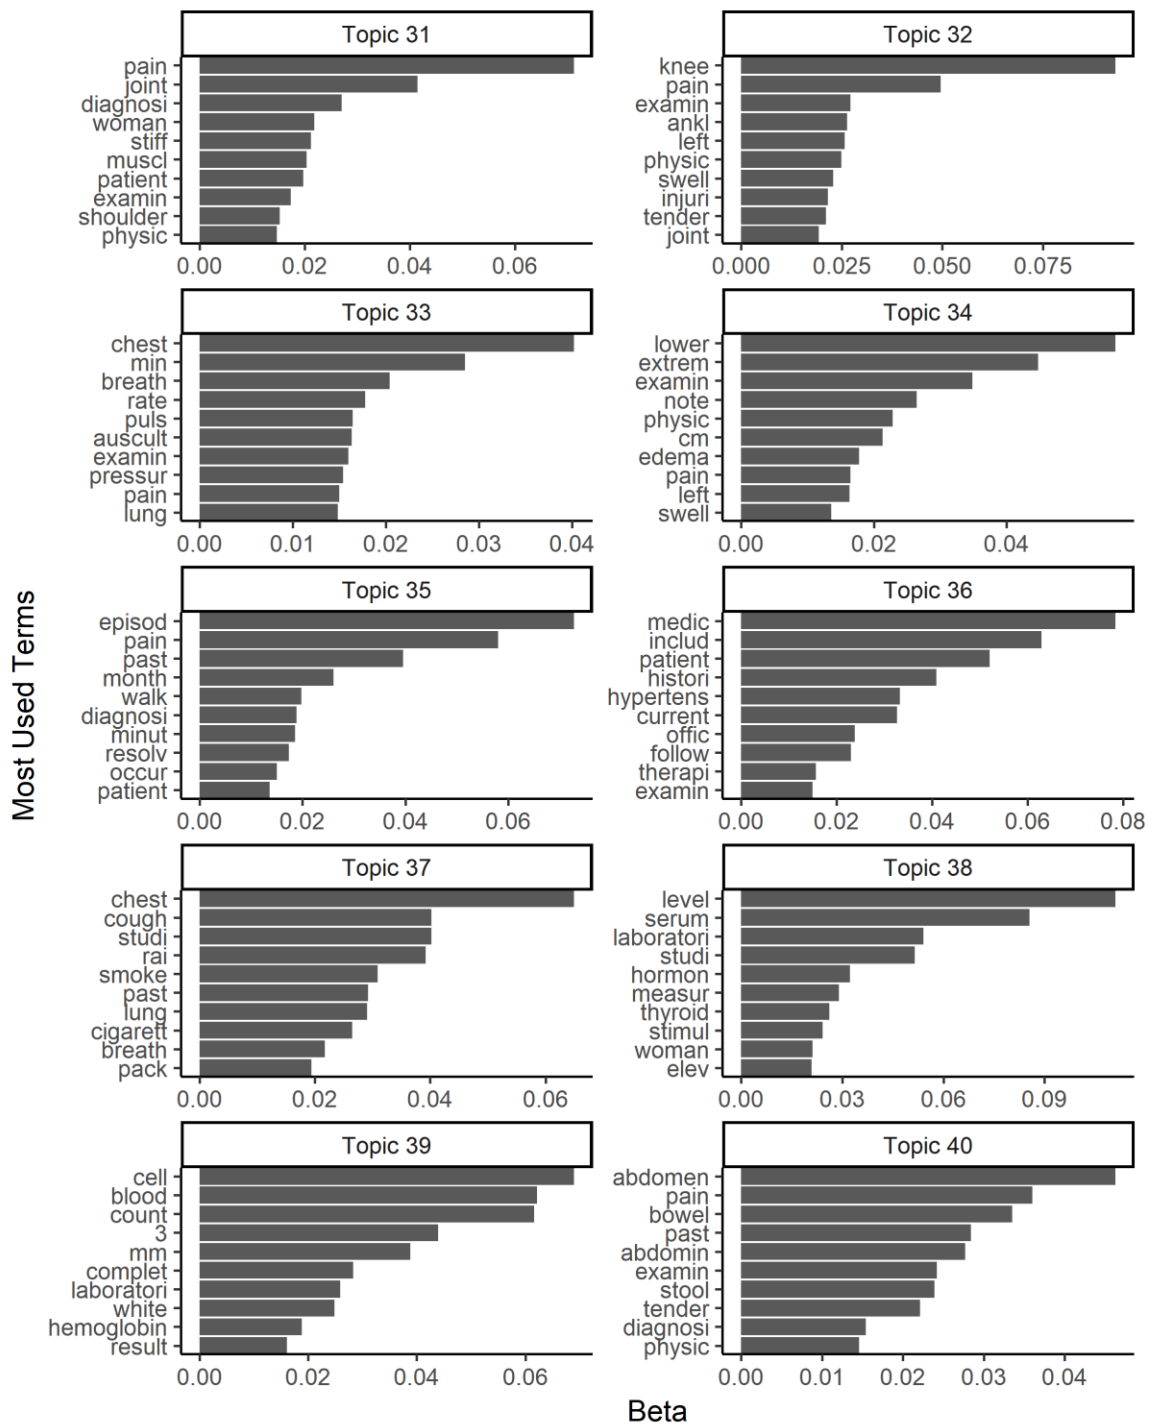 Topic 31
pain
joint
diagnosi
woman
stiff
muscl
patient
examin
shoulder
physic
0.00 0.02 0.04 0.06
Topic 32
knee
pain
examin
ankl
left
physic
swell
injuri
tender
joint
0.000 0.025 0.050 0.075
Topic 33
chest
min
breath
rate
puls
auscult
examin
pressur
pain
lung
0.00 0.01 0.02 0.03 0.04
Topic 34
lower
extrem
examin
note
physic
cm
edema
pain
left
swell
0.00 0.02 0.04
Topic 35
episod
pain
past
month
walk
diagnosi
minut
resolv
occur
patient
0.00 0.02 0.04 0.06
Topic 36
medic
includ
patient
histori
hypertens
current
offic
follow
therapi
examin
0.00 0.02 0.04 0.06 0.08
Topic 37
chest
cough
studi
rai
smoke
past
lung
cigarett
breath
pack
0.00 0.02 0.04 0.06
Topic 38
level
serum
laboratori
studi
hormon
measur
thyroid
stimul
woman
elev
0.00 0.03 0.06 0.09
Topic 39
cell
blood
count
3
mm
complet
laboratori
white
hemoglobin
result
0.00 0.02 0.04 0.06
Topic 40
abdomen
pain
bowel
past
abdomin
examin
stool
tender
diagnosi
physic
0.00 0.01 0.02 0.03 0.04
Most Used Terms
Beta